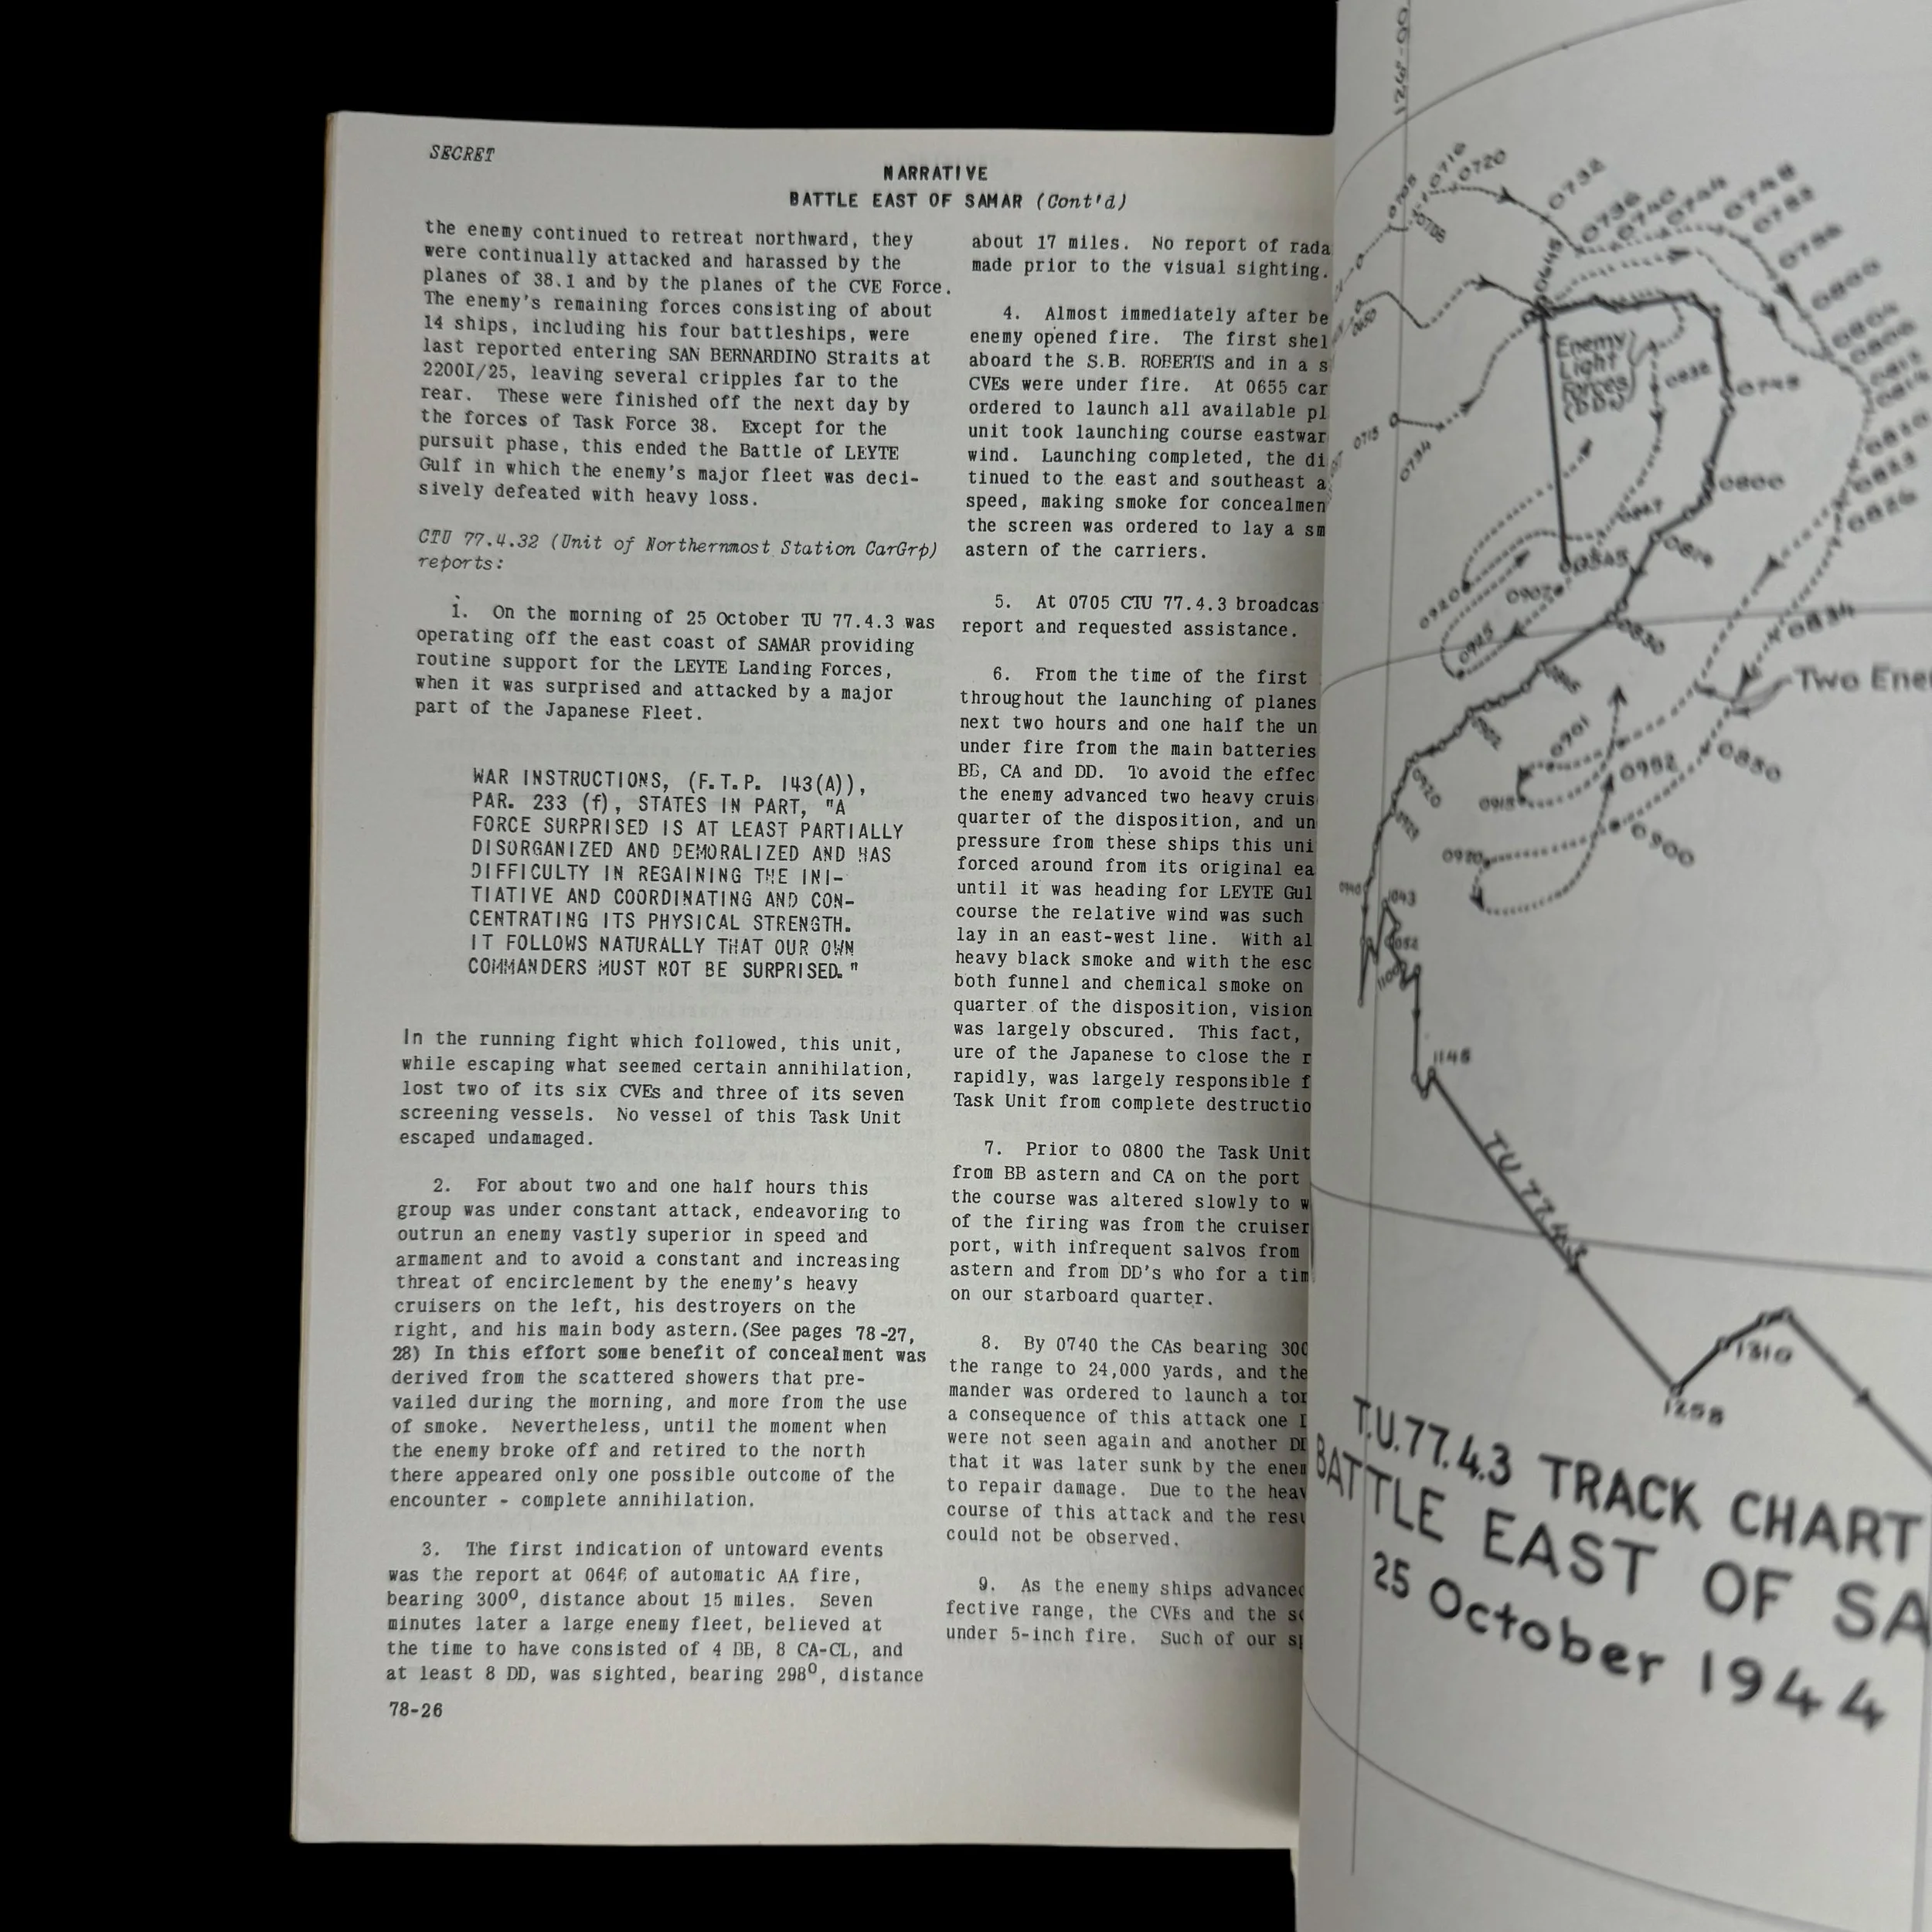 SECRET
NARRATIVE
BATTLE EAST OF SAMAR (Cont'd)
the enemy continued to retreat northward, they
were continually attacked and harassed by the
planes of 38.1 and by the planes of the CVE Force.
The enemy's remaining forces consisting of about
14 ships, including his four battleships, were
last reported entering SAN BERNARDINO Straits at
2200I/25, leaving several cripples far to the
rear. These were finished off the next day by
the forces of Task Force 38. Except for the
pursuit phase, this ended the Battle of LEYTE
Gulf in which the enemy's major fleet was deci-
sively defeated with heavy loss.
CTU 77.4.32 (Unit of Northernmost Station CarGrp)
reports:
1. On the morning of 25 October TU 77.4.3 was
operating off the east coast of SAMAR providing
routine support for the LEYTE Landing Forces,
when it was surprised and attacked by a major
part of the Japanese Fleet.
WAR INSTRUCTIONS, (F.T.P. 143(A)),
PAR. 233 (f), STATES IN PART, "A
FORCE SURPRISED IS AT LEAST PARTIALLY
DISORGANIZED AND DEMORALIZED AND HAS
DIFFICULTY IN REGAINING THE INI-
TIATIVE AND COORDINATING AND CON-
CENTRATING ITS PHYSICAL STRENGTH.
IT FOLLOWS NATURALLY THAT OUR OWN
COMMANDERS MUST NOT BE SURPRISED."
In the running fight which followed, this unit,
while escaping what seemed certain annihilation,
lost two of its six CVEs and three of its seven
screening vessels. No vessel of this Task Unit
escaped undamaged.
2. For about two and one half hours this
group was under constant attack, endeavoring to
outrun an enemy vastly superior in speed and
armament and to avoid a constant and increasing
threat of encirclement by the enemy's heavy
cruisers on the left, his destroyers on the
right, and his main body astern.(See pages 78-27,
28) In this effort some benefit of concealment was
derived from the scattered showers that pre-
vailed during the morning, and more from the use
of smoke. Nevertheless, until the moment when
the enemy broke off and retired to the north
there appeared only one possible outcome of the
encounter - complete annihilation.
3. The first indication of untoward events
was the report at 0646 of automatic AA fire,
bearing 300°, distance about 15 miles. Seven
minutes later a large enemy fleet, believed at
the time to have consisted of 4 BB, 8 CA-CL, and
at least 8 DD, was sighted, bearing 298°, distance
78-26
about 17 miles. No report of rada
made prior to the visual sighting.
4. Almost immediately after be
enemy opened fire. The first shel
aboard the S.B. ROBERTS and in a s
CVEs were under fire. At 0655 car
ordered to launch all available pl
unit took launching course eastwar
wind. Launching completed, the di
tinued to the east and southeast a
speed, making smoke for concealmen
the screen was ordered to lay a sm
astern of the carriers.
5. At 0705 CTU 77.4.3 broadcas
report and requested assistance.
6. From the time of the first
throughout the launching of planes
next two hours and one half the un
under fire from the main batteries
BB, CA and DD. To avoid the effec
the enemy advanced two heavy cruis
quarter of the disposition, and un
pressure from these ships this uni
forced around from its original ea
until it was heading for LEYTE Gul
course the relative wind was such
lay in an east-west line. With al
heavy black smoke and with the esc
both funnel and chemical smoke on
quarter of the disposition, vision
was largely obscured. This fact,
ure of the Japanese to close the r
rapidly, was largely responsible f
Task Unit from complete destructio
7. Prior to 0800 the Task Unit
from BB astern and CA on the port
the course was altered slowly to w
of the firing was from the cruiser
port, with infrequent salvos from
astern and from DD's who for a tim
on our starboard quarter.
8. By 0740 the CAs bearing 300
the range to 24,000 yards, and the
mander was ordered to launch a tor
a consequence of this attack one
were not seen again and another DD
that it was later sunk by the enem
to repair damage. Due to the heav
course of this attack and the resu
could not be observed.
9. As the enemy ships advanced
fective range, the CVEs and the sc
under 5-inch fire. Such of our sp
0716
0720
0732
0736
0740
0744
0748
0752
0756
0800
0645
0715
0734
Enemy
Light
Forces
(DDs)
0838
0749
0800
0826
0847
0845
0814
0907
0920
0925
0830
0834
Two Ene
0901
0850
0952
0915
0900
0920
1043
1052
1100
1146
TU 77.4.3
1310
1258
T.U.77.4.3 TRACK CHART
BATTLE EAST OF SA
25 October 1944